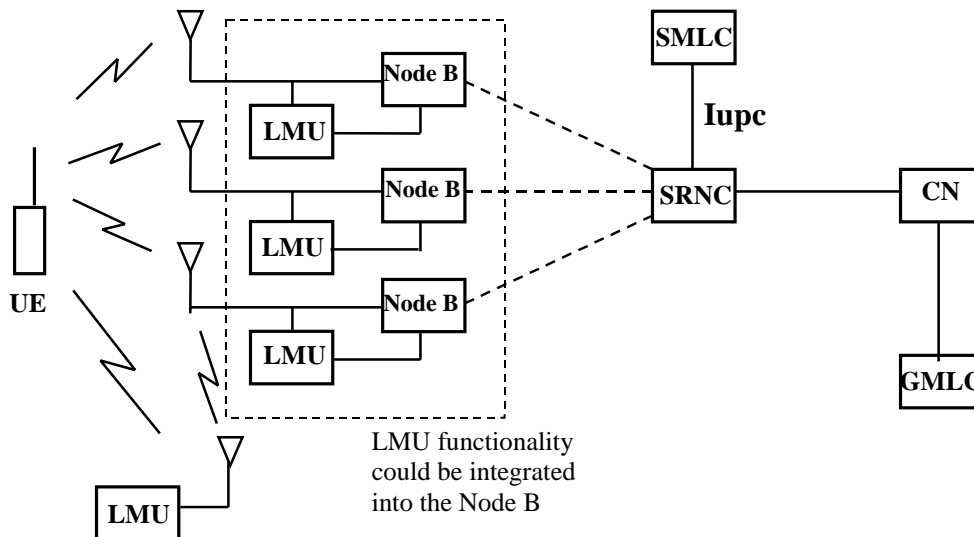 SMLC
Node B
LMU
Iupc
Node B
SRNC
CN
LMU
Node B
UE
LMU
GMLC
LMU functionality
could be integrated
into the Node B
LMU